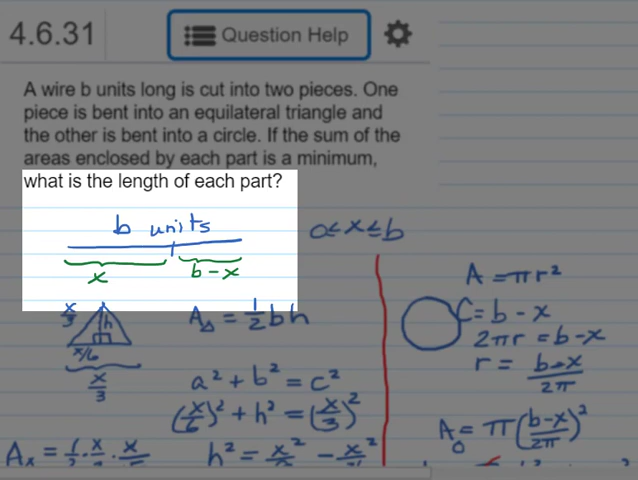 4.6.31
Question Help
A wire b units long is cut into two pieces. One
piece is bent into an equilateral triangle and
the other is bent into a circle. If the sum of the
areas enclosed by each part is a minimum,
what is the length of each part?
b units
x
b - x
0 ≤ x ≤ b
x/3
h
x/6
x/3
A△ = 1/2 bh
a² + b² = c²
(x/6)² + h² = (x/3)²
A = πr²
C = b - x
2πr = b - x
r = b-x/2π
A○ = π(b-x/2π)²